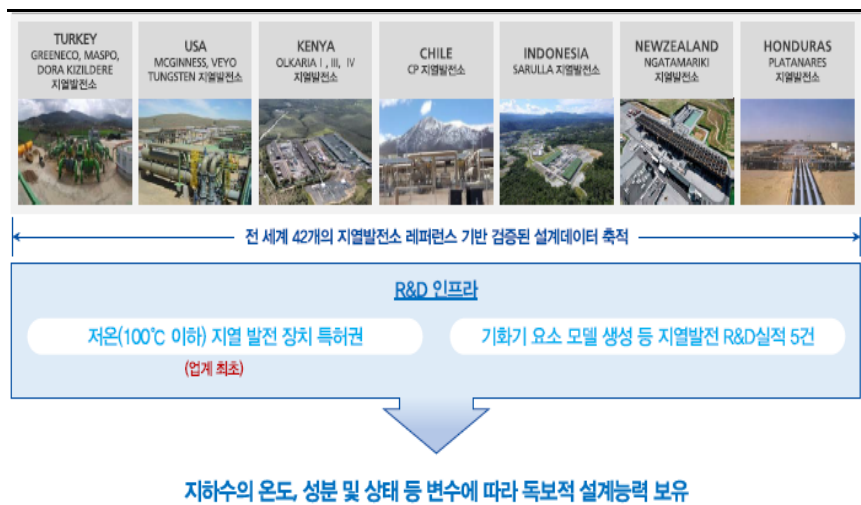 TURKEY
GREENECO, MASPO,
DORA KIZILDERE
지열발전소
USA
MCGINNESS, VEYO
TUNGSTEN 지열발전소
KENYA
OLKARIA I , III, IV
지열발전소
CHILE
CP 지열발전소
INDONESIA
SARULLA 지열발전소
NEWZEALAND
NGATAMARIKI
지열발전소
HONDURAS
PLATANARES
지열발전소
전 세계 42개의 지열발전소 레퍼런스 기반 검증된 설계데이터 축적
R&D 인프라
저온(100℃ 이하) 지열 발전 장치 특허권
(업계 최초)
기화기 요소 모델 생성 등 지열발전 R&D실적 5건
지하수의 온도, 성분 및 상태 등 변수에 따라 독보적 설계능력 보유